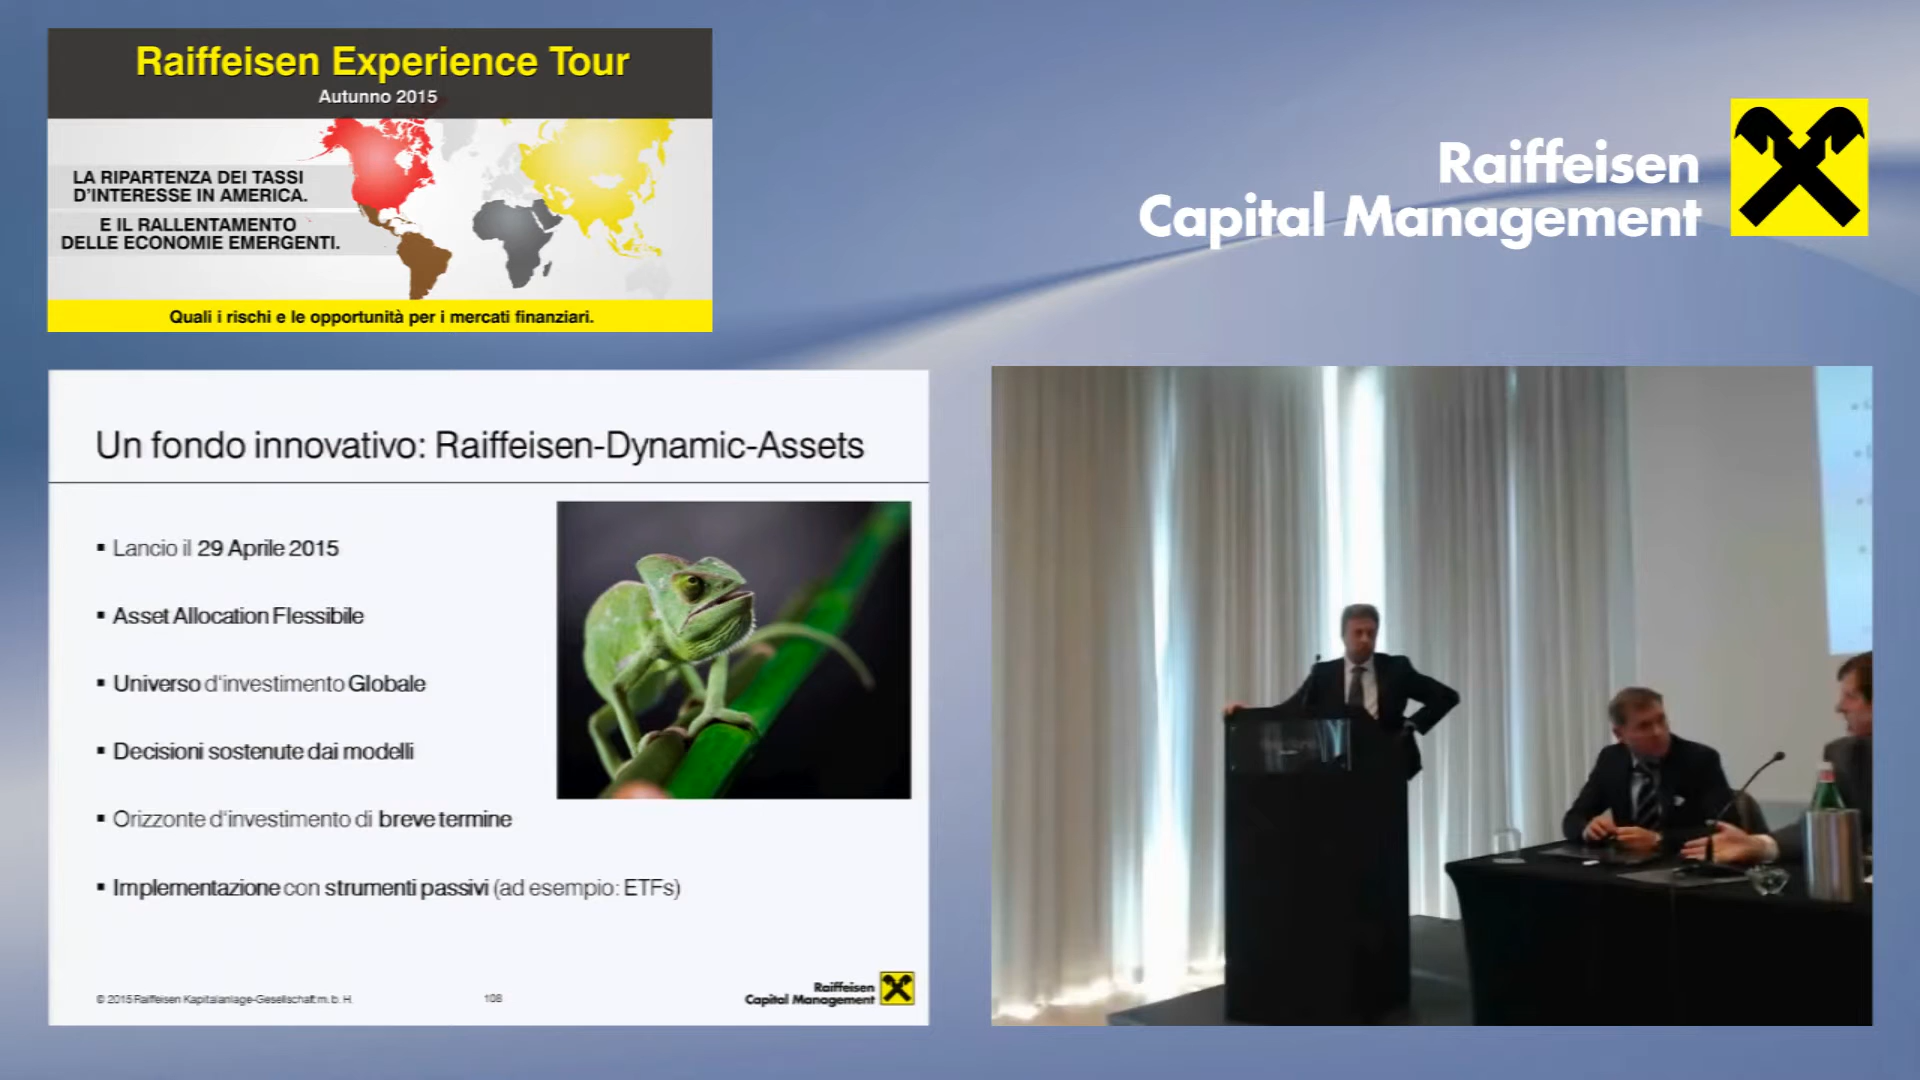 Raiffeisen Experience Tour
Autunno 2015
LA RIPARTENZA DEI TASSI
D'INTERESSE IN AMERICA.
E IL RALLENTAMENTO
DELLE ECONOMIE EMERGENTI.
Quali i rischi e le opportunità per i mercati finanziari.
Raiffeisen
Capital Management
Un fondo innovativo: Raiffeisen-Dynamic-Assets
▪ Lancio il 29 Aprile 2015
▪ Asset Allocation Flessibile
▪ Universo d'investimento Globale
▪ Decisioni sostenute dai modelli
▪ Orizzonte d'investimento di breve termine
▪ Implementazione con strumenti passivi (ad esempio: ETFs)
© 2015 Raiffeisen Kapitalanlage-Gesellschaft m. b. H.
108
Raiffeisen
Capital Management